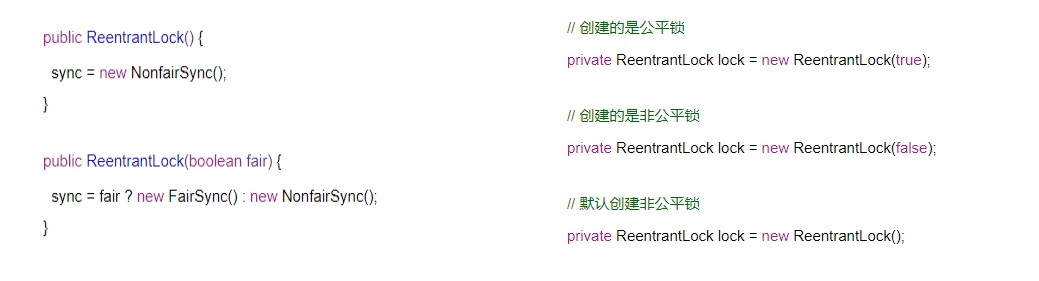 public ReentrantLock() {
sync = new NonfairSync();
}
public ReentrantLock(boolean fair) {
sync = fair ? new FairSync() : new NonfairSync();
}
// 创建的是公平锁
private ReentrantLock lock = new ReentrantLock(true);
// 创建的是非公平锁
private ReentrantLock lock = new ReentrantLock(false);
// 默认创建非公平锁
private ReentrantLock lock = new ReentrantLock();